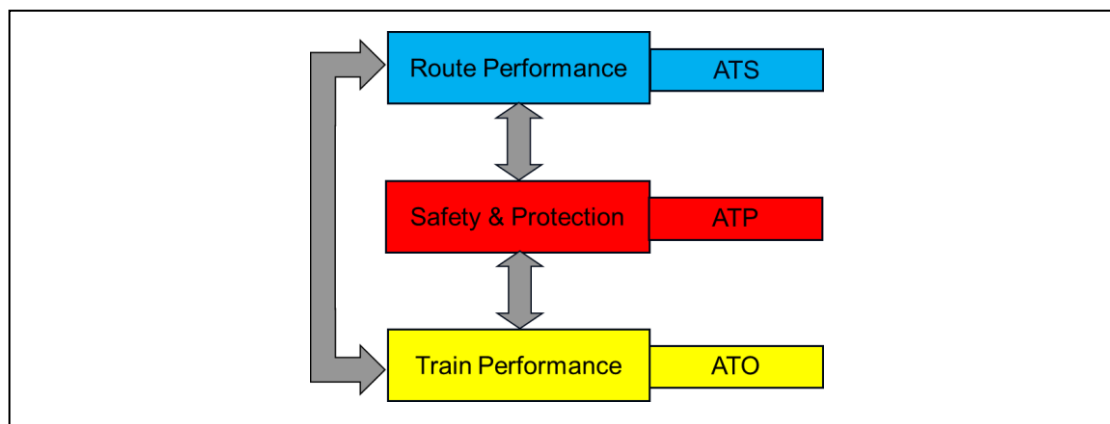 Route Performance ATS
Safety & Protection ATP
Train Performance ATO